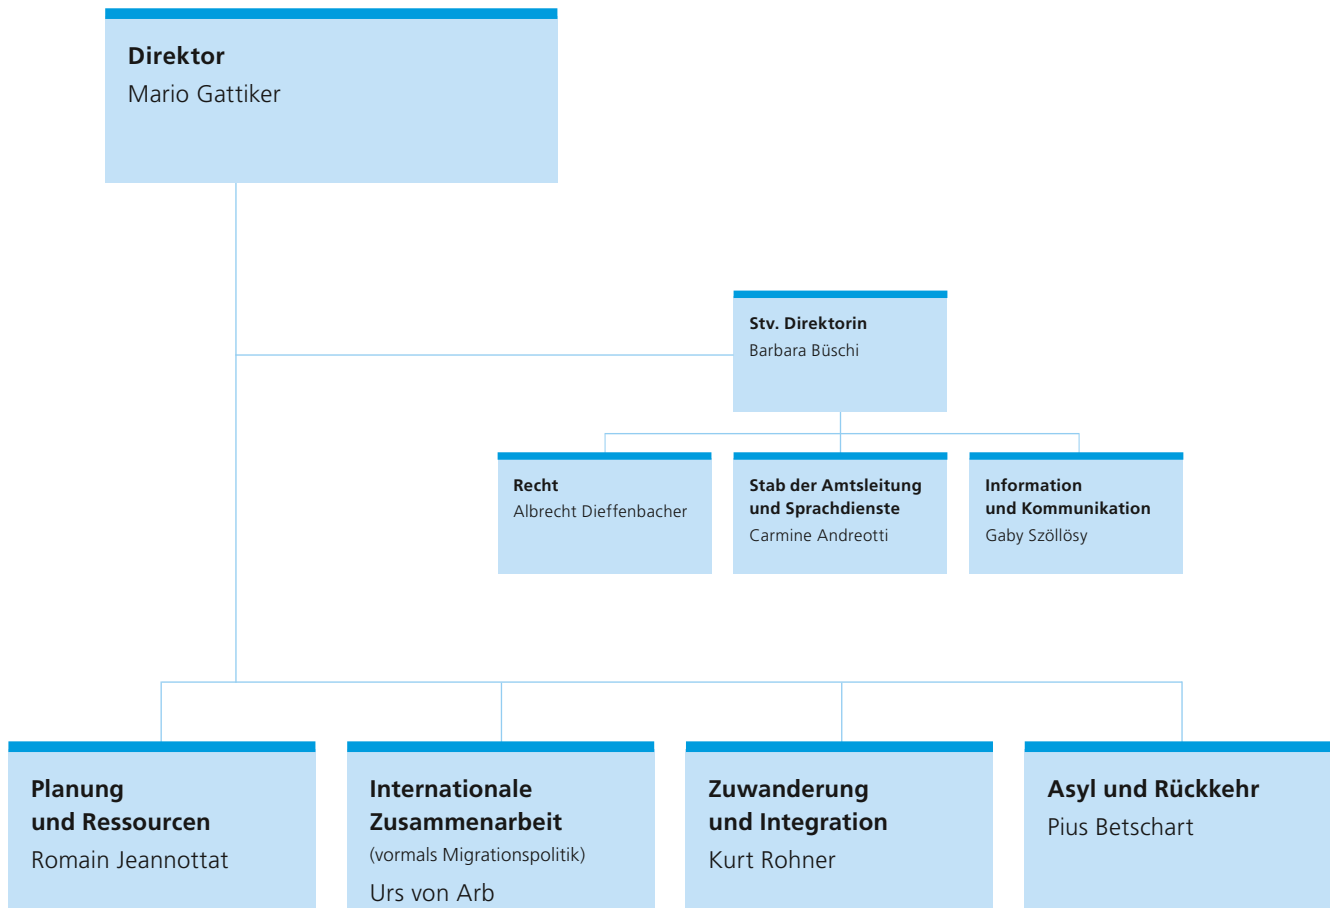 Direktor
Mario Gattiker
Stv. Direktorin
Barbara Büschi
Recht
Albrecht Dieffenbacher
Stab der Amtsleitung
und Sprachdienste
Carmine Andreotti
Information
und Kommunikation
Gaby Szöllösy
Planung
und Ressourcen
Romain Jeannottat
Internationale
Zusammenarbeit
(vormals Migrationspolitik)
Urs von Arb
Zuwanderung
und Integration
Kurt Rohner
Asyl und Rückkehr
Pius Betschart